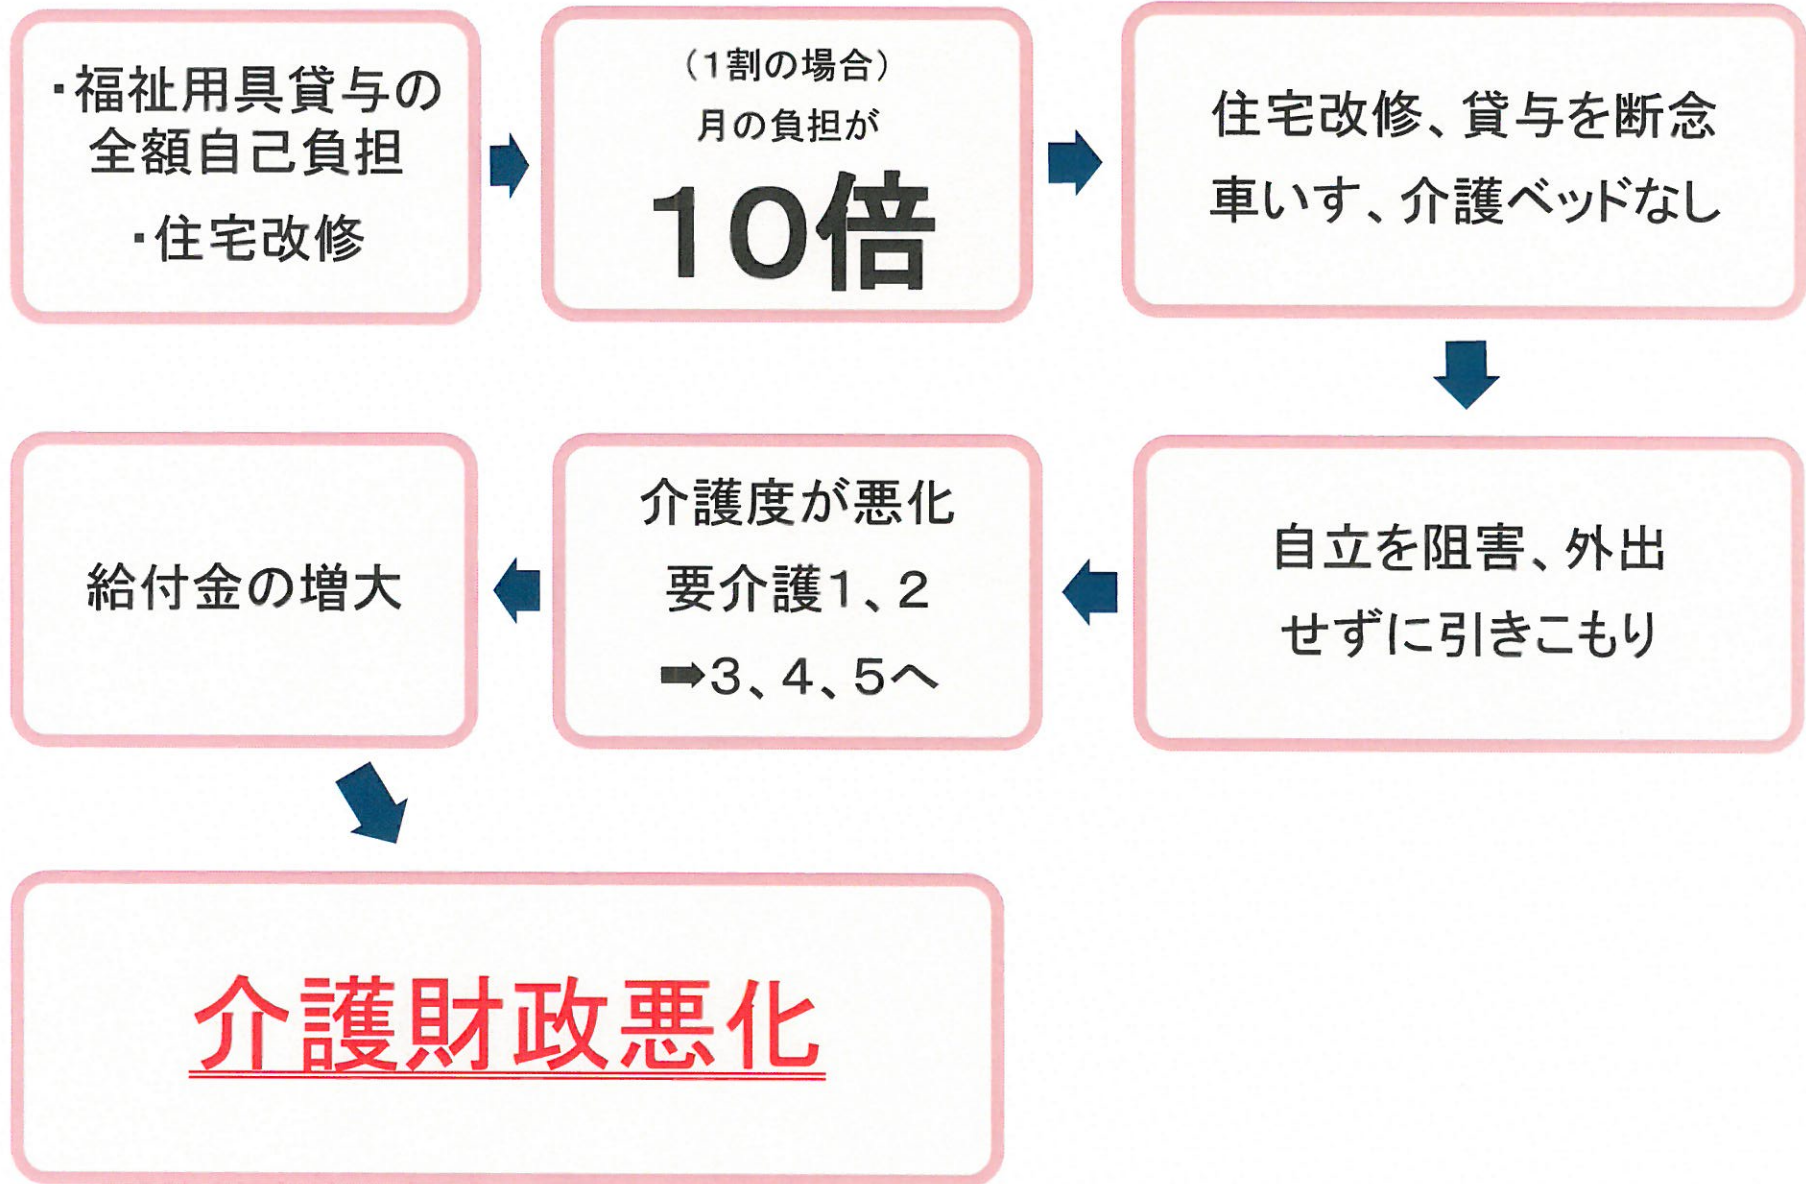 ・福祉用具貸与の
全額自己負担
・住宅改修
（1割の場合）
月の負担が
10倍
住宅改修、貸与を断念
車いす、介護ベッドなし
自立を阻害、外出
せずに引きこもり
介護度が悪化
要介護1、2
➡3、4、5へ
給付金の増大
介護財政悪化